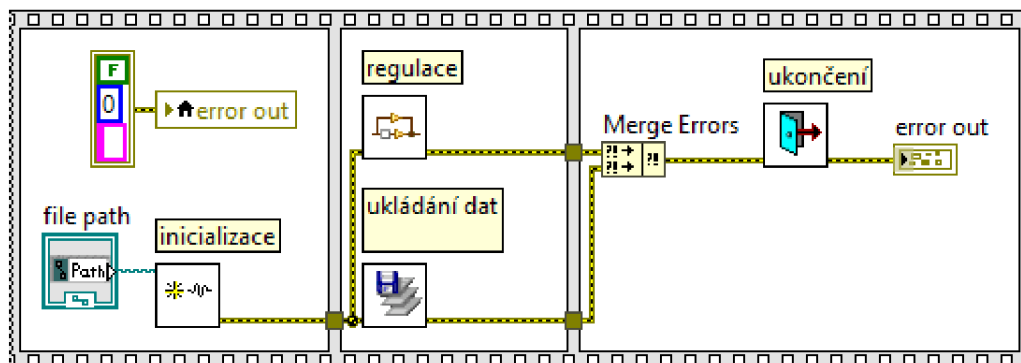 F
0
error out
file path
Path
inicializace
regulace
ukládání dat
Merge Errors
?!
?!
?!
ukončení
error out